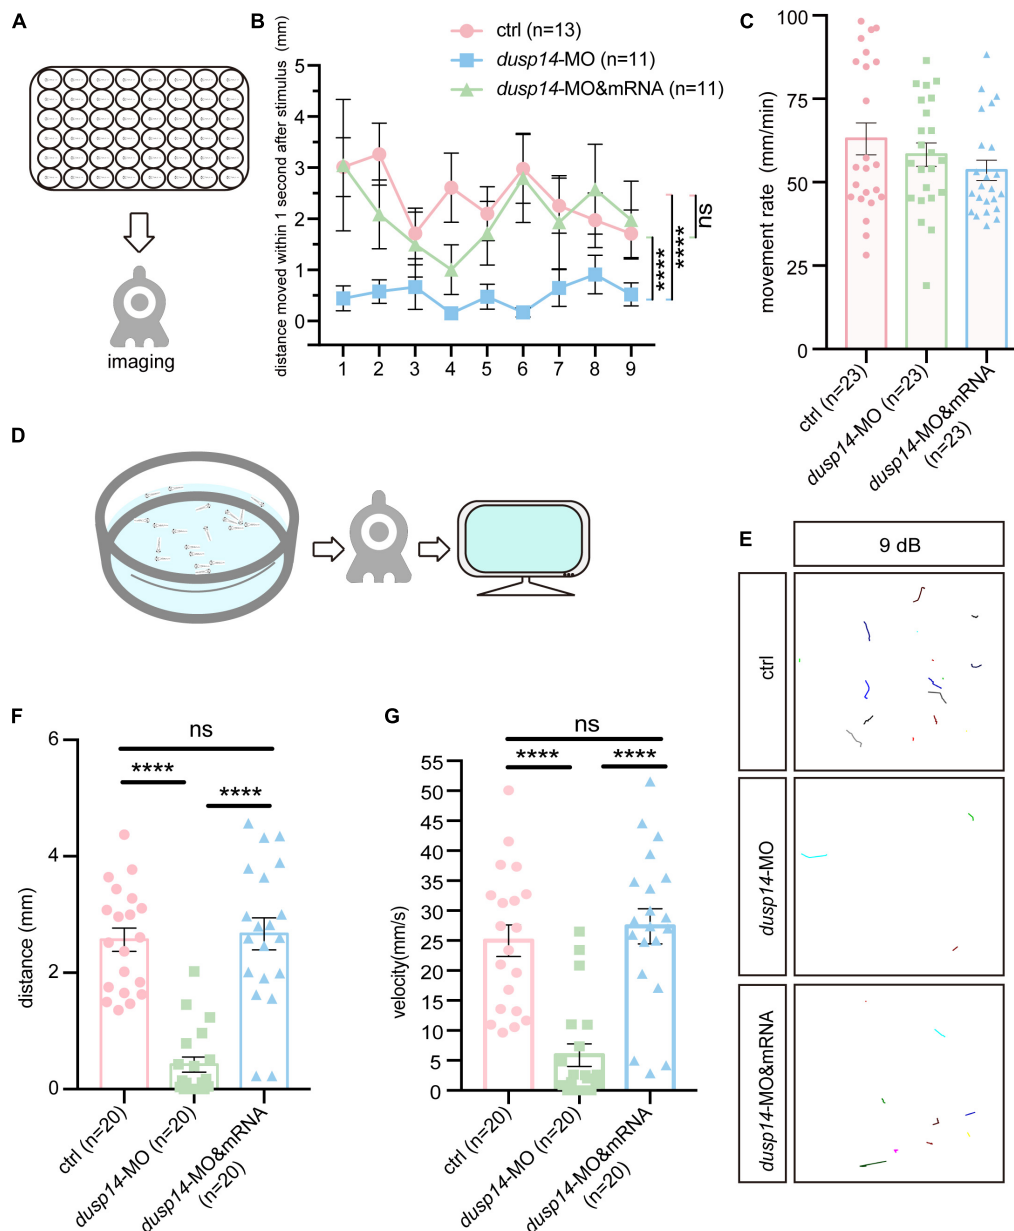 A
imaging
B
distance moved within 1 second after stimulus (mm)
ctrl (n=13)
dusp14-MO (n=11)
dusp14-MO&mRNA (n=11)
5
4
3
2
1
0
1 2 3 4 5 6 7 8 9
****
****
ns
C
movement rate (mm/min)
100
75
50
25
0
ctrl (n=23)
dusp14-MO (n=23)
dusp14-MO&mRNA
(n=23)
D
E
9 dB
ctrl
dusp14-MO
dusp14-MO&mRNA
F
distance (mm)
6
4
2
0
ns
****
****
ctrl (n=20)
dusp14-MO (n=20)
dusp14-MO&mRNA
(n=20)
G
velocity(mm/s)
55
50
45
40
35
30
25
20
15
10
5
0
ns
****
****
ctrl (n=20)
dusp14-MO (n=20)
dusp14-MO&mRNA
(n=20)